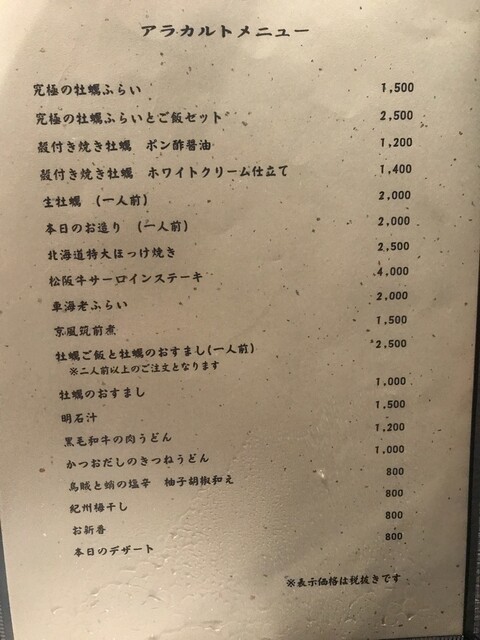 アラカルトメニュー
究極の牡蠣ふらい 1,500
究極の牡蠣ふらいとご飯セット 2,500
殻付き焼き牡蠣 ポン酢醤油 1,200
殻付き焼き牡蠣 ホワイトクリーム仕立て 1,400
生牡蠣 (一人前) 2,000
本日のお造り (一人前) 2,000
北海道特大ほっけ焼き 2,500
松阪牛サーロインステーキ 4,000
車海老ふらい 2,000
京風筑前煮 1,500
牡蠣ご飯と牡蠣のおすまし(一人前) 2,500
※二人前以上のご注文となります
牡蠣のおすまし 1,000
明石汁 1,500
黒毛和牛の肉うどん 1,200
かつおだしのきつねうどん 1,000
烏賊と蛸の塩辛 柚子胡椒和え 800
紀州梅干し 800
お新香 800
本日のデザート 800
※表示価格は税抜きです